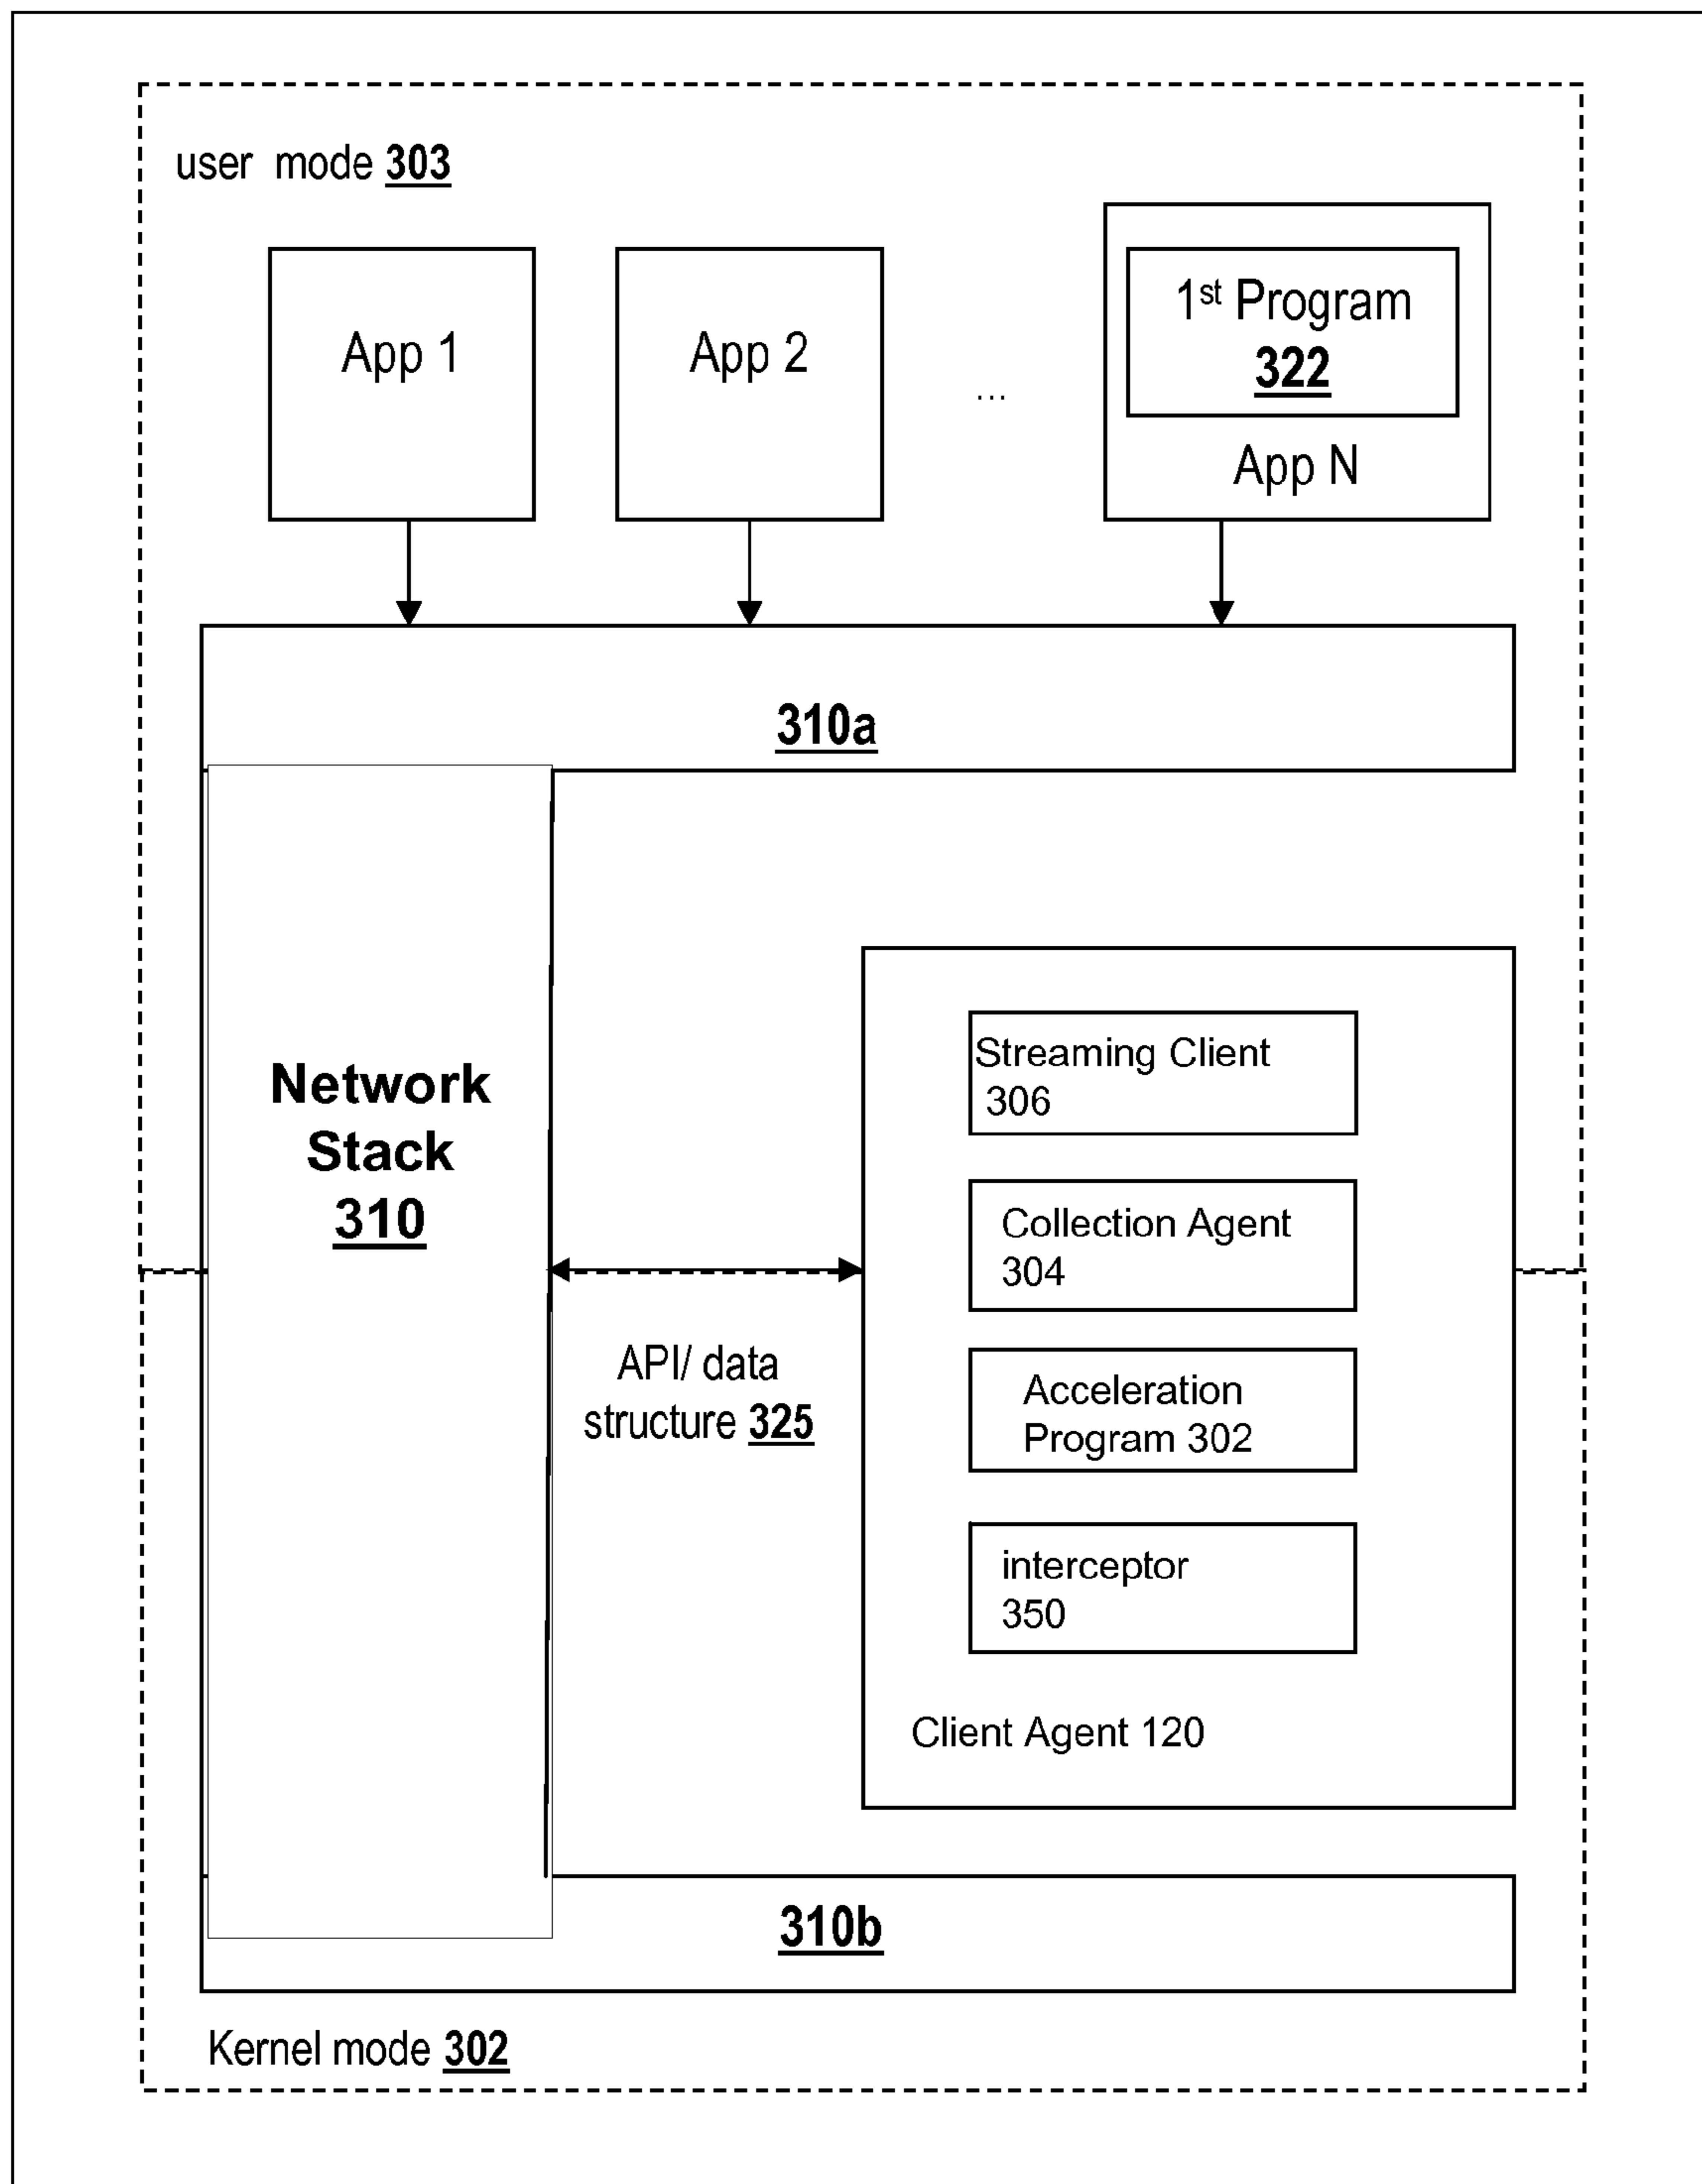 user mode 303
App 1
App 2
...
1st Program
322
App N
310a
Network
Stack
310
Streaming Client
306
Collection Agent
304
API/ data
structure 325
Acceleration
Program 302
interceptor
350
Client Agent 120
310b
Kernel mode 302